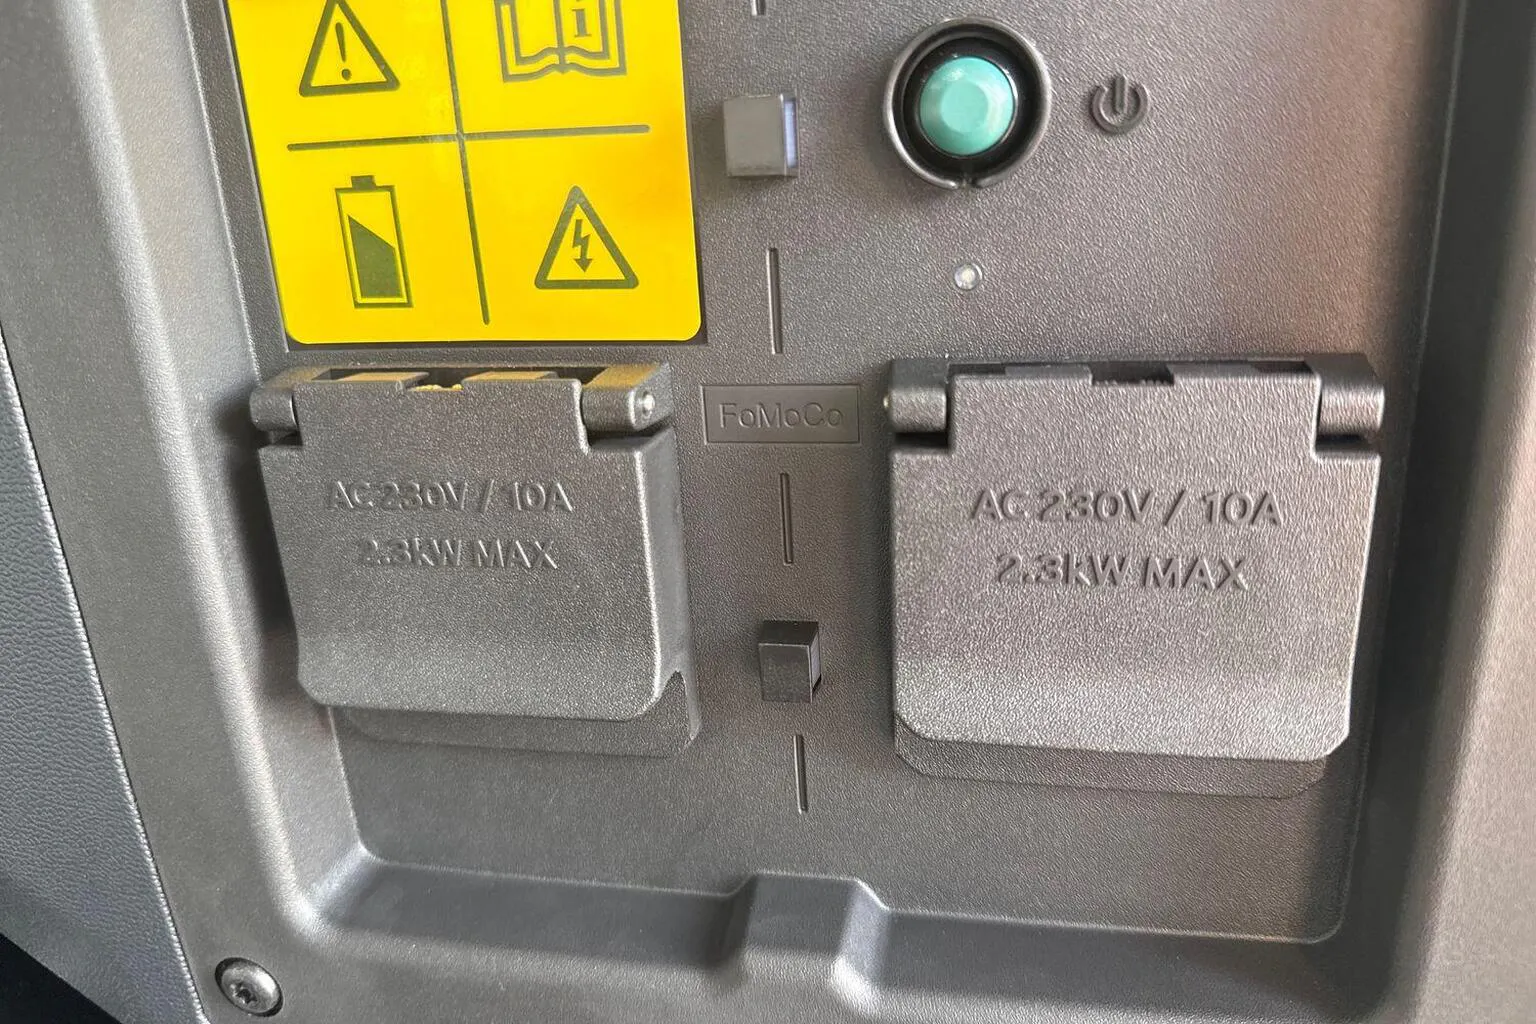 FoMoCo
AC 230V / 10A
2.3kW MAX
AC 230V / 10A
2.3kW MAX